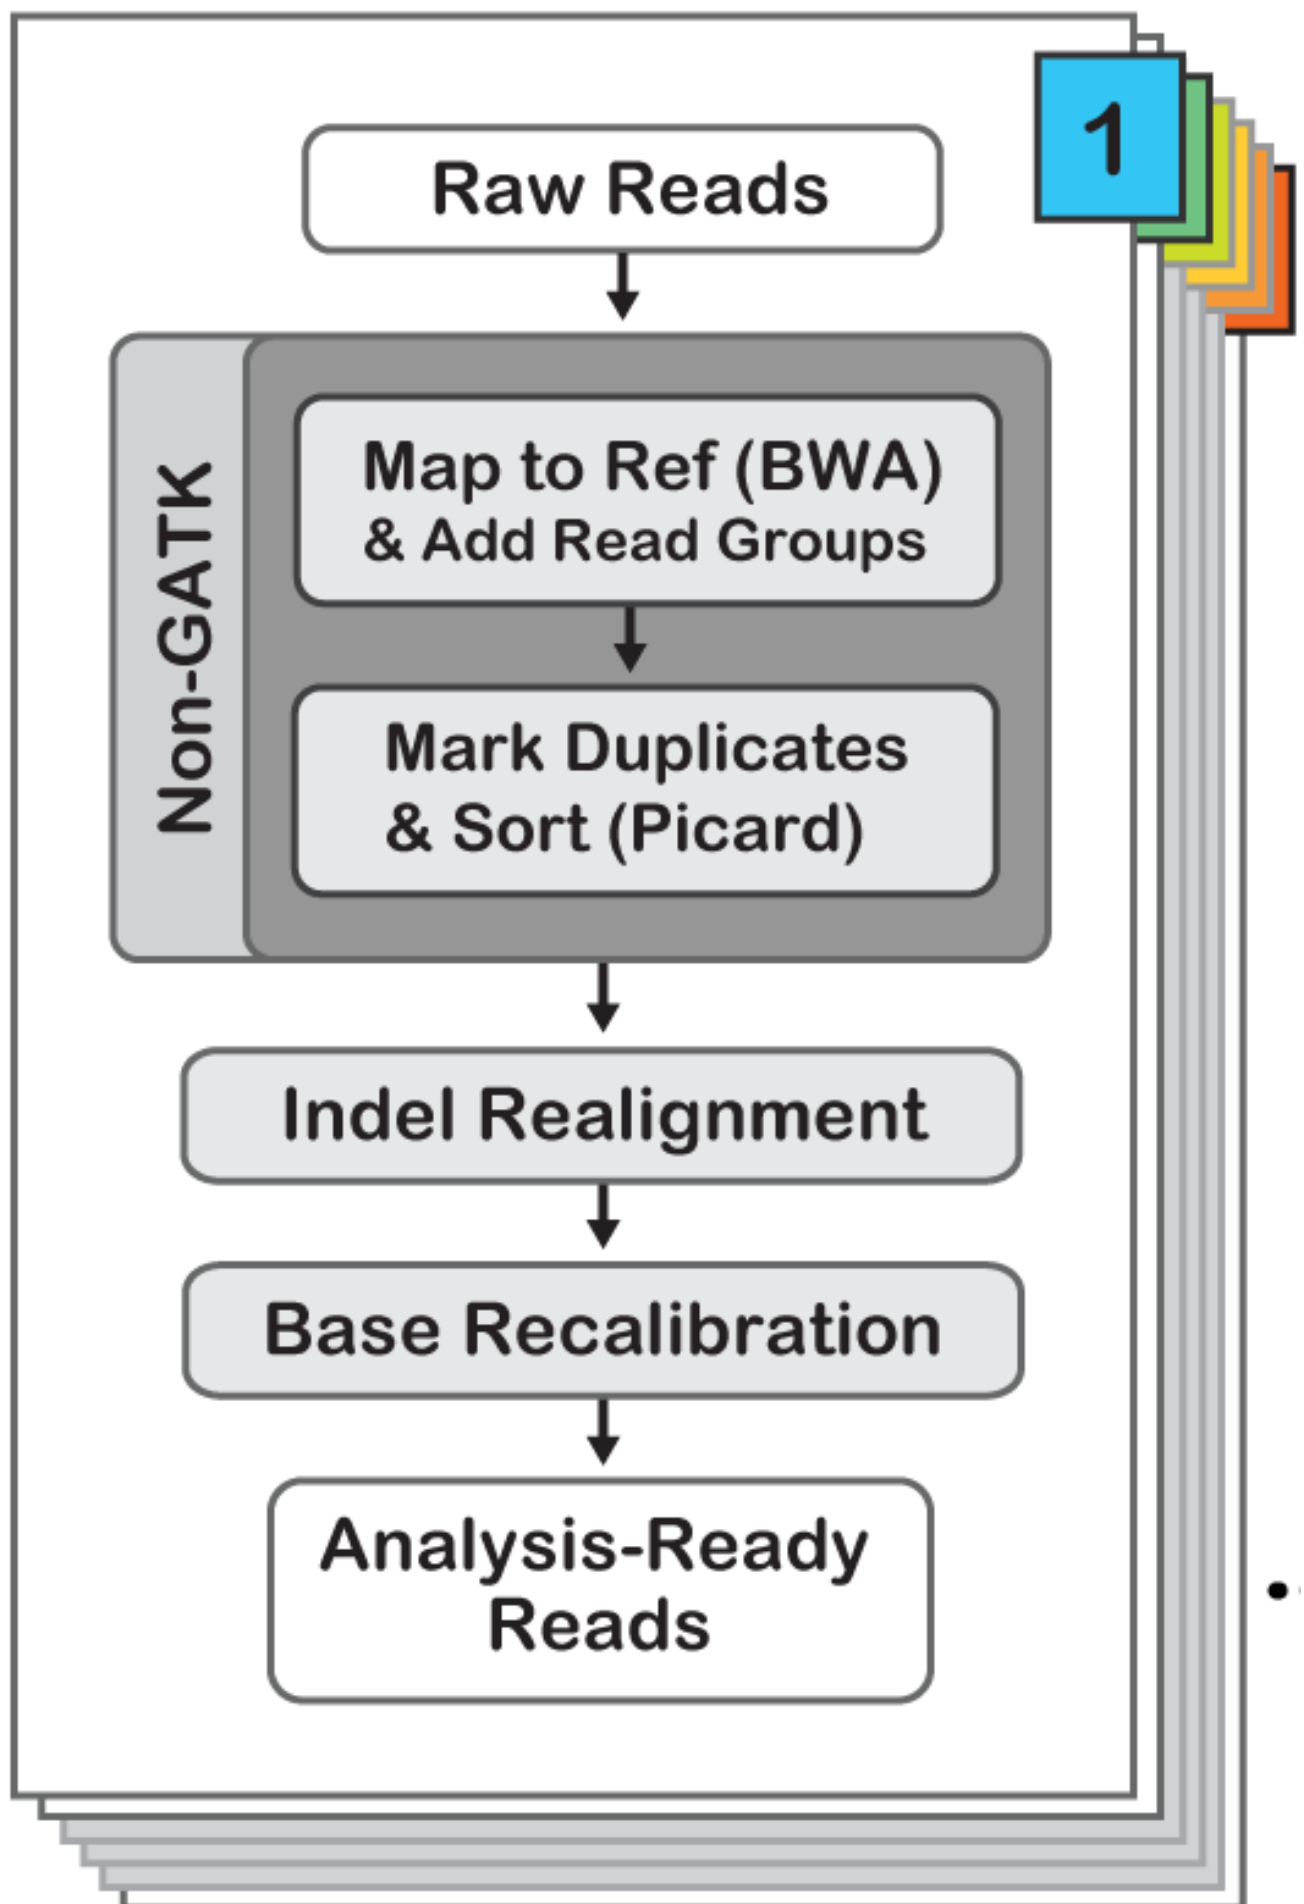 1
Raw Reads
Non-GATK
Map to Ref (BWA)
& Add Read Groups
Mark Duplicates
& Sort (Picard)
Indel Realignment
Base Recalibration
Analysis-Ready
Reads